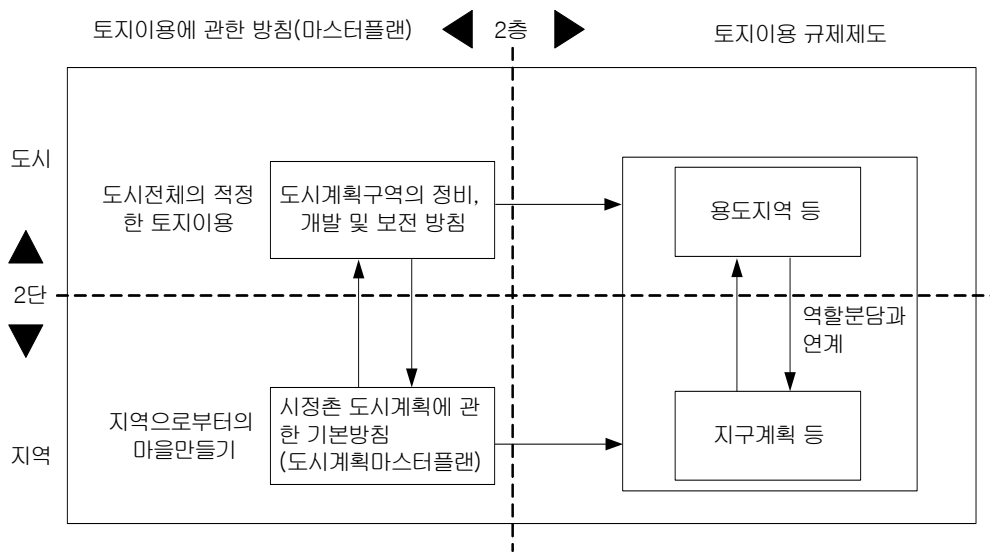 토지이용에 관한 방침(마스터플랜)
2층
토지이용 규제제도
도시
도시전체의 적정
한 토지이용
도시계획구역의 정비,
개발 및 보전 방침
용도지역 등
2단
역할분담과
연계
지역
지역으로부터의
마을만들기
시정촌 도시계획에 관
한 기본방침
(도시계획마스터플랜)
지구계획 등